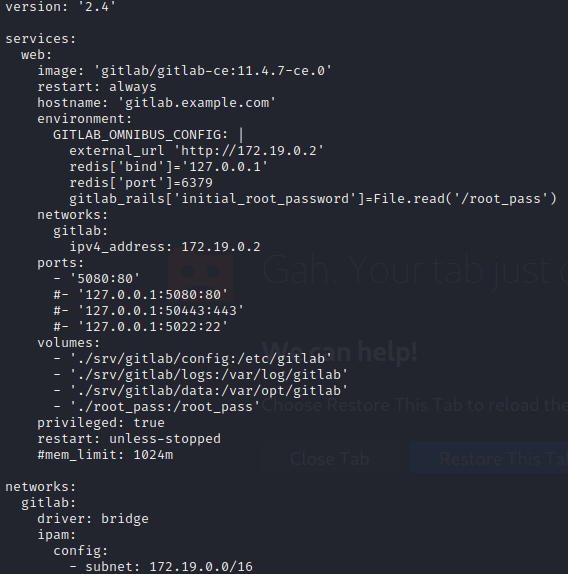 version: '2.4'

services:
  web:
    image: 'gitlab/gitlab-ce:11.4.7-ce.0'
    restart: always
    hostname: 'gitlab.example.com'
    environment:
      GITLAB_OMNIBUS_CONFIG: |
        external_url 'http://172.19.0.2'
        redis['bind']='127.0.0.1'
        redis['port']=6379
        gitlab_rails['initial_root_password']=File.read('/root_pass')
    networks:
      gitlab:
        ipv4_address: 172.19.0.2
    ports:
      - '5080:80'
      #- '127.0.0.1:5080:80'
      #- '127.0.0.1:50443:443'
      #- '127.0.0.1:5022:22'
    volumes:
      - './srv/gitlab/config:/etc/gitlab'
      - './srv/gitlab/logs:/var/log/gitlab'
      - './srv/gitlab/data:/var/opt/gitlab'
      - './root_pass:/root_pass'
    privileged: true
    restart: unless-stopped
    #mem_limit: 1024m

networks:
  gitlab:
    driver: bridge
    ipam:
      config:
        - subnet: 172.19.0.0/16
Gah. Your tab just
We can help!
Choose Restore This Tab to reload the
Close Tab
Restore This